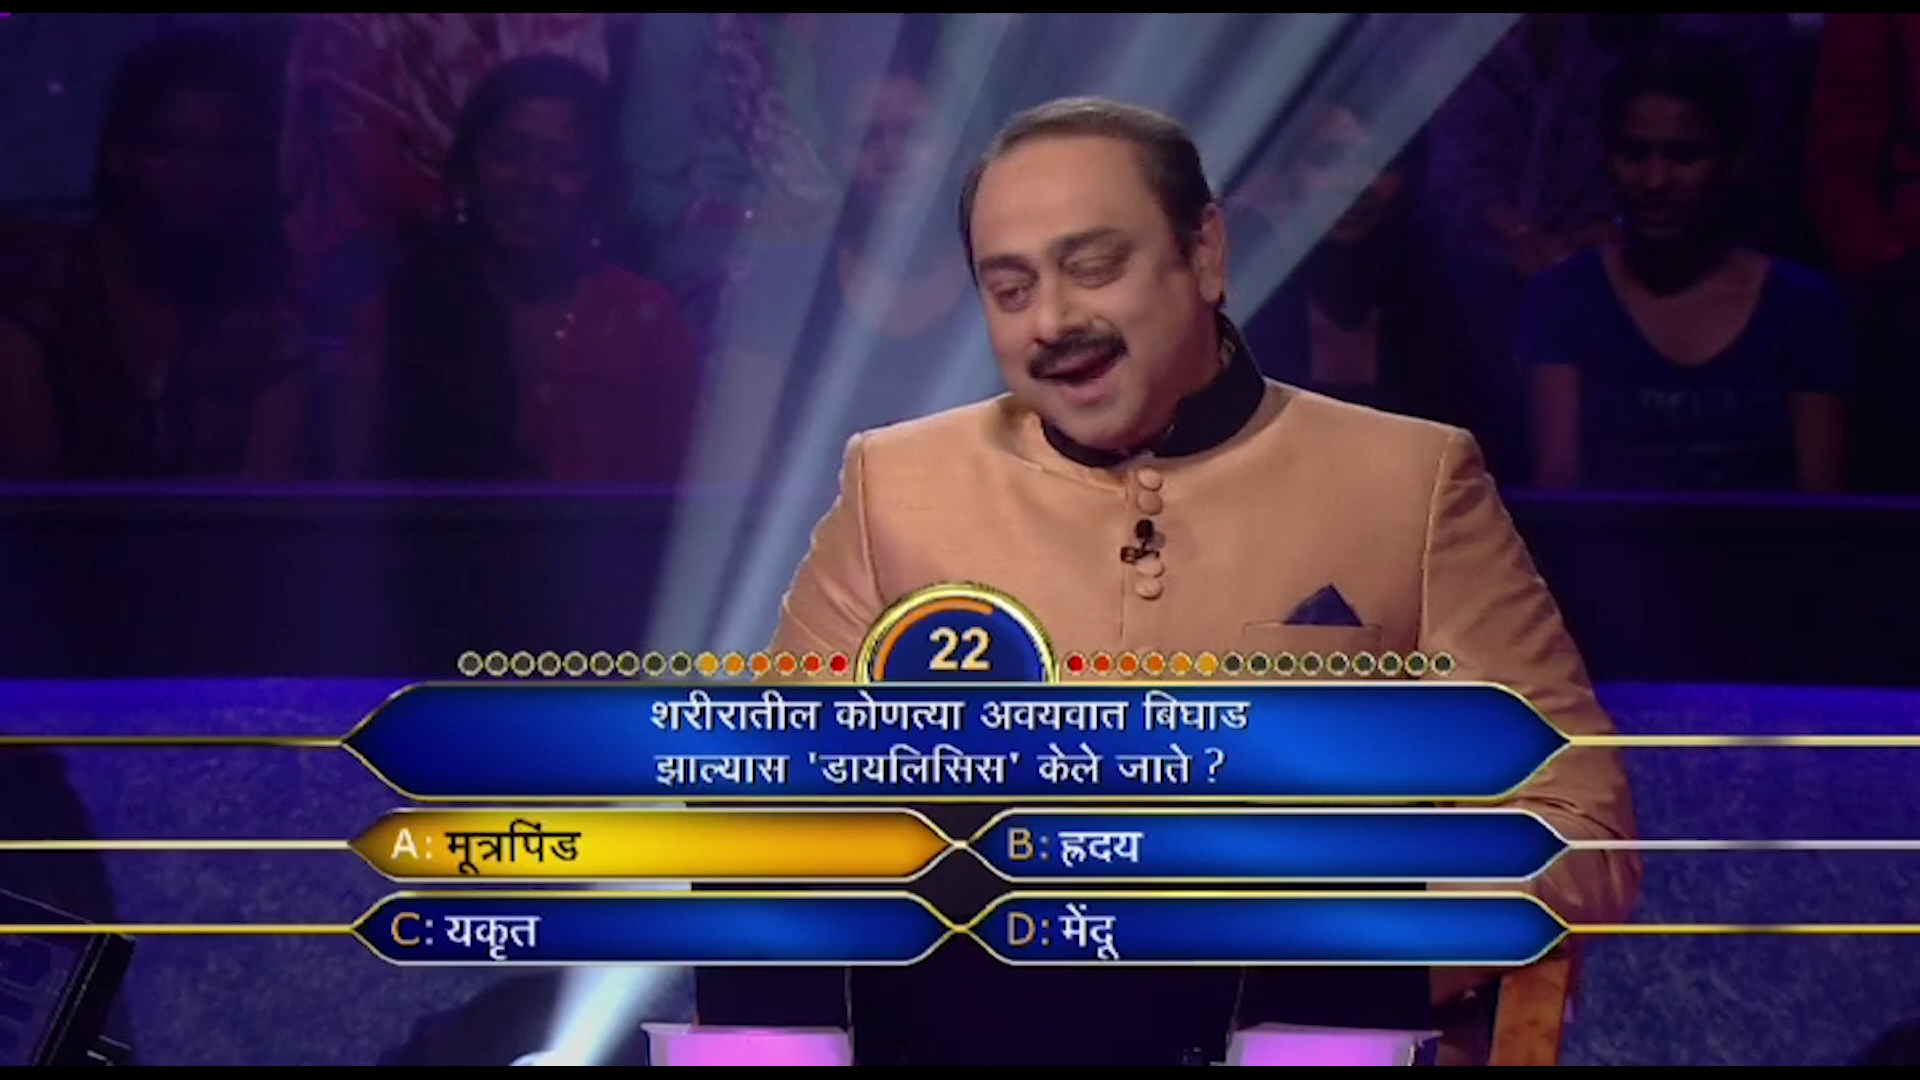 22
शरीरातील कोणत्या अवयवात बिघाड
झाल्यास 'डायलिसिस' केले जाते ?
A: मूत्रपिंड
B: हृदय
C: यकृत
D: मेंदू